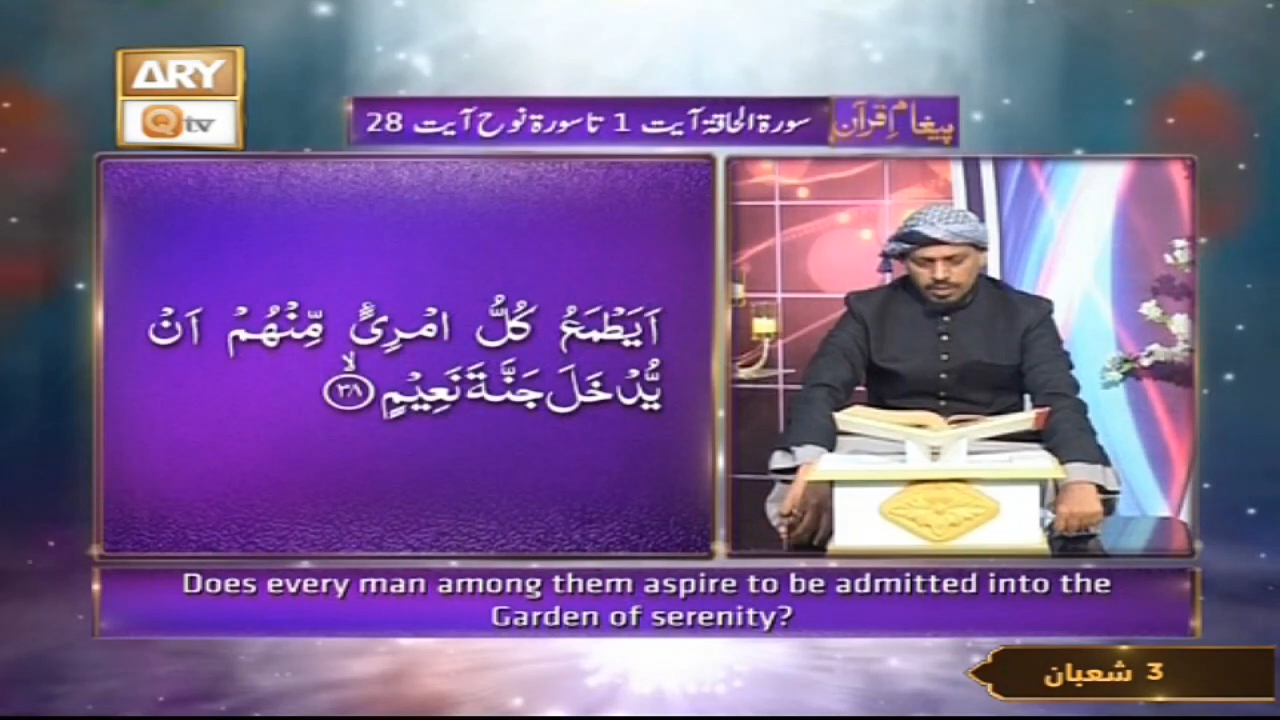 ARY
Qtv
پیغامِ قرآن
سورۃ الحاقۃ آیت 1 تا سورۃ نوح آیت 28
اَيَطْمَعُ كُلُّ امْرِئٍ مِّنْهُمْ اَنْ
يُّدْخَلَ جَنَّةَ نَعِيْمٍ ۙ﴿۳۸﴾
Does every man among them aspire to be admitted into the
Garden of serenity?
3 شعبان